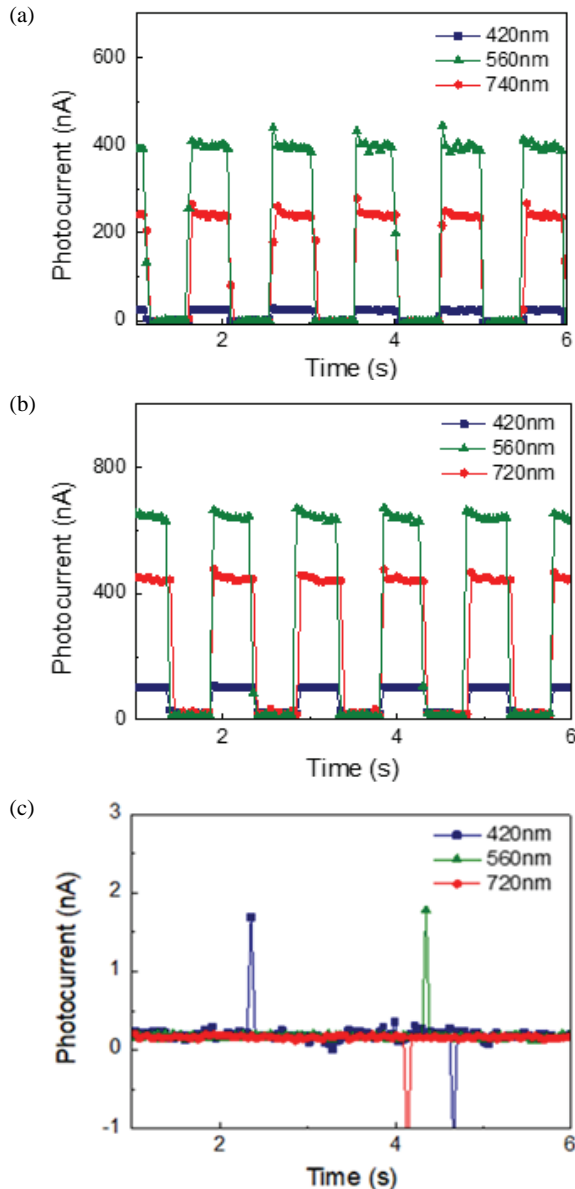 (a)
420nm
560nm
740nm
600
400
200
0
Photocurrent (nA)
2
4
6
Time (s)
(b)
420nm
560nm
720nm
800
400
0
Photocurrent (nA)
2
4
6
Time (s)
(c)
420nm
560nm
720nm
3
2
1
0
-1
Photocurrent (nA)
2
4
6
Time (s)